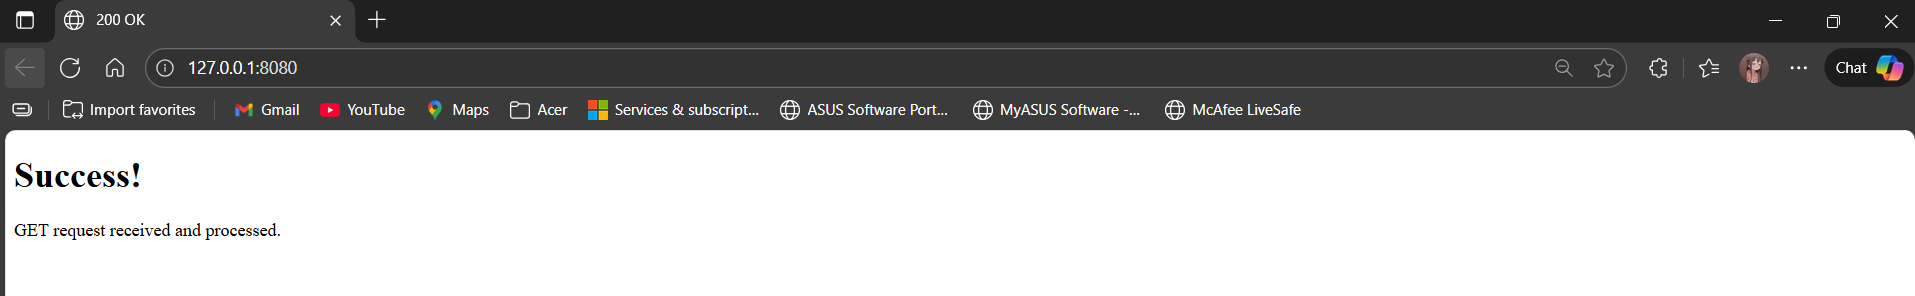 200 OK
127.0.0.1:8080
Chat
Import favorites Gmail YouTube Maps Acer Services & subscript... ASUS Software Port... MyASUS Software -... McAfee LiveSafe
Success!
GET request received and processed.